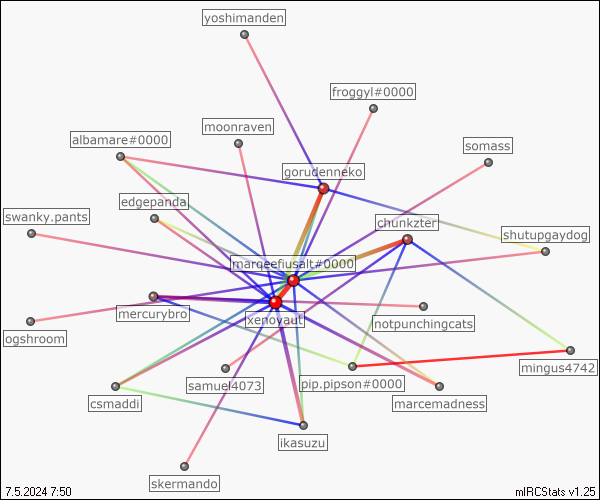 yoshimanden
froggyl#0000
moonraven
albamare#0000
somass
gorudenneko
edgepanda
swanky.pants
chunkzter
shutupgaydog
marqeefiusalt#0000
mercurybro
xenoyaut
notpunchingcats
ogshroom
mingus4742
samuel4073
pip.pipson#0000
csmaddi
marcemadness
ikasuzu
skermando
7.5.2024 7:50
mIRCStats v1.25